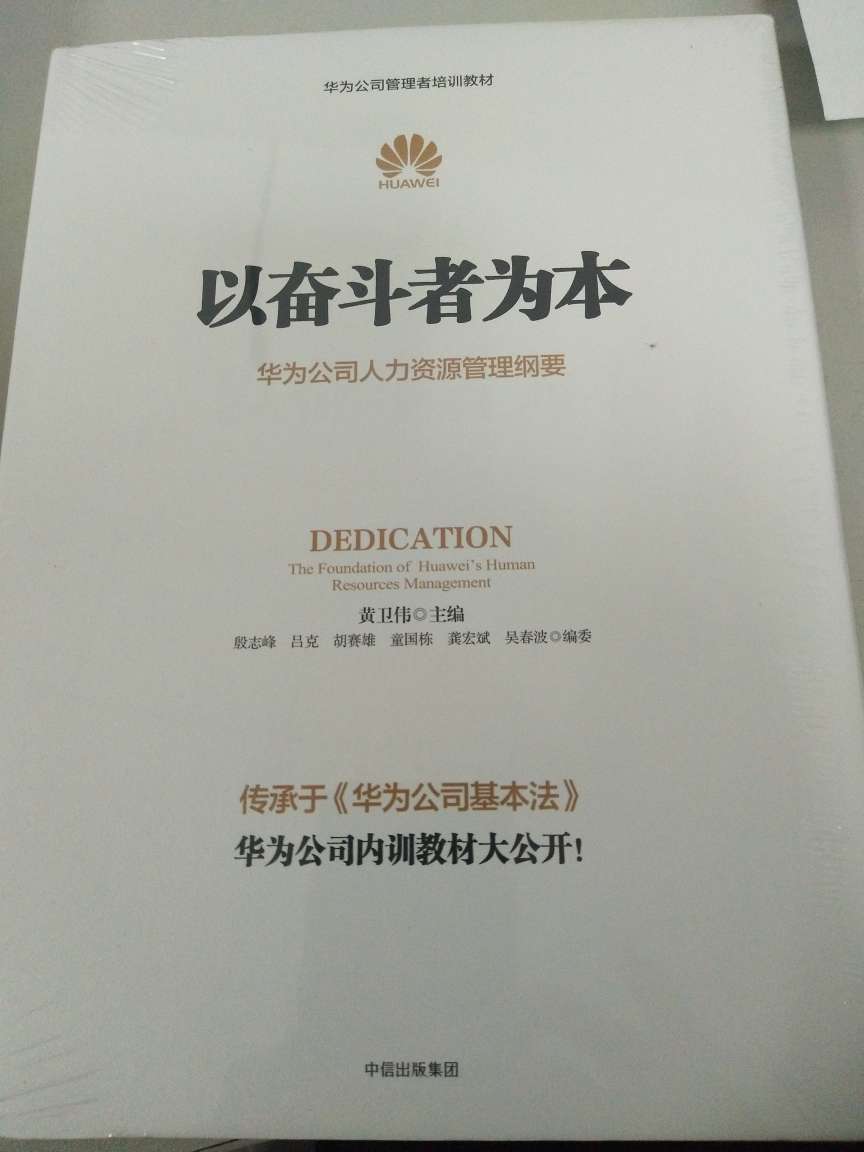 华为公司管理者培训教材
HUAWEI
以奋斗者为本
华为公司人力资源管理纲要
DEDICATION
The Foundation of Huawei's Human
Resources Management
黄卫伟◎主编
殷志峰 吕克 胡赛雄 童国栋 龚宏斌 吴春波◎编委
传承于《华为公司基本法》
华为公司内训教材大公开!
中信出版集团